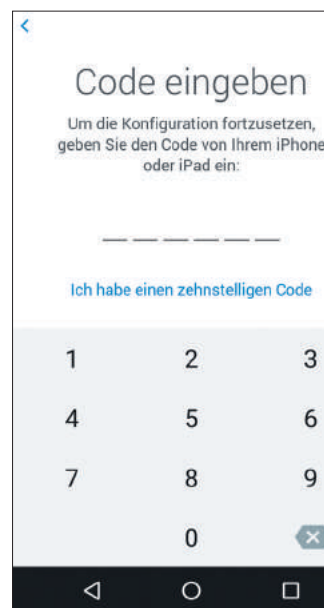 Code eingeben
Um die Konfiguration fortzusetzen,
geben Sie den Code von Ihrem iPhone
oder iPad ein:
Ich habe einen zehnstelligen Code
1 2 3
4 5 6
7 8 9
0